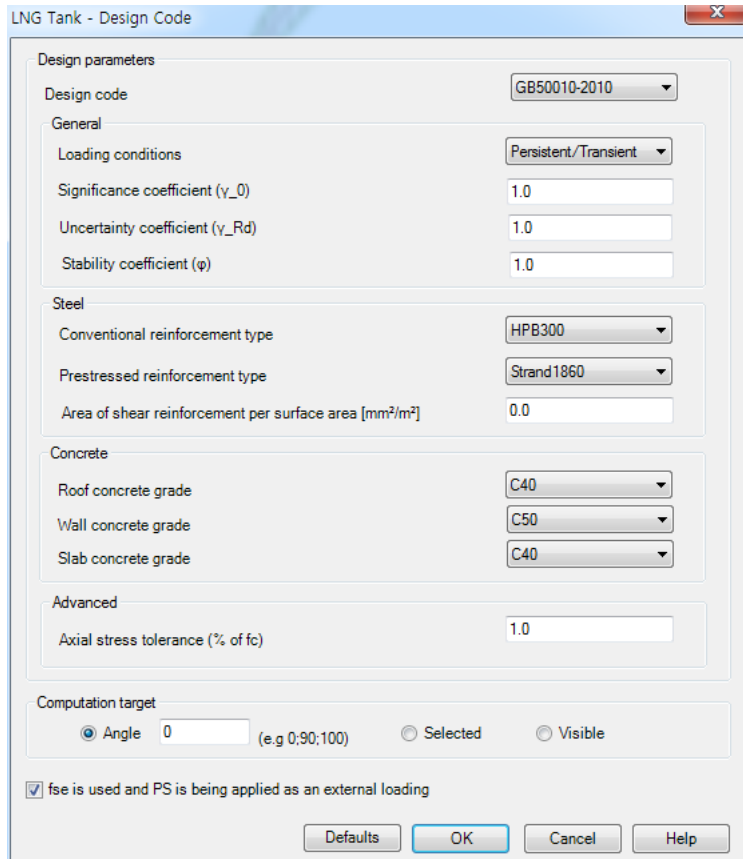 LNG Tank - Design Code
Design parameters
Design code GB50010-2010
General
Loading conditions Persistent/Transient
Significance coefficient (γ_0) 1.0
Uncertainty coefficient (γ_Rd) 1.0
Stability coefficient (φ) 1.0
Steel
Conventional reinforcement type HPB300
Prestressed reinforcement type Strand1860
Area of shear reinforcement per surface area [mm²/m²] 0.0
Concrete
Roof concrete grade C40
Wall concrete grade C50
Slab concrete grade C40
Advanced
Axial stress tolerance (% of fc) 1.0
Computation target
Angle 0 (e.g 0;90;100) Selected Visible
fse is used and PS is being applied as an external loading
Defaults OK Cancel Help